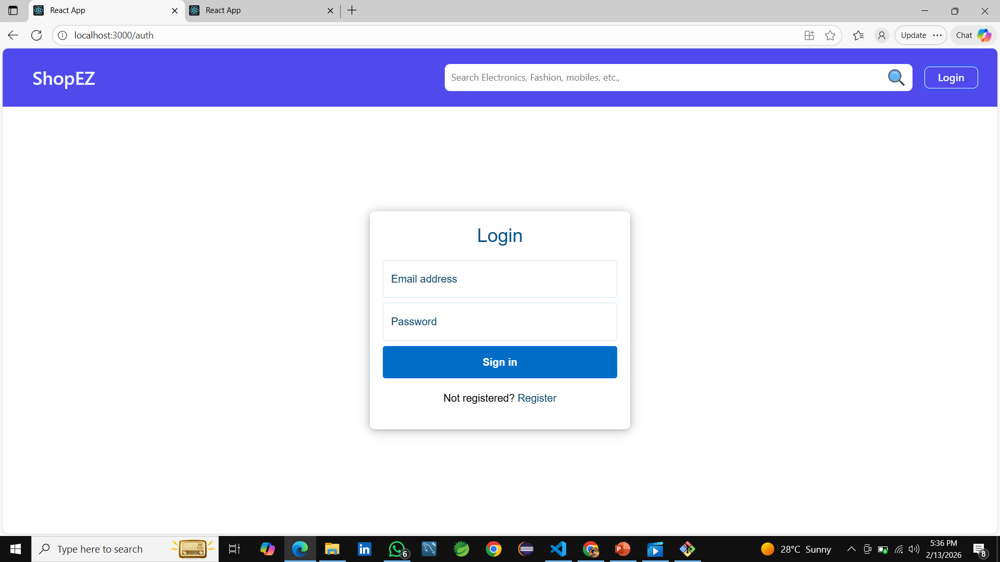 React App
React App
localhost:3000/auth
Update
Chat
ShopEZ
Search Electronics, Fashion, mobiles, etc.,
Login
Login
Email address
Password
Sign in
Not registered? Register
Type here to search
6
28°C Sunny
5:36 PM
2/13/2026
8